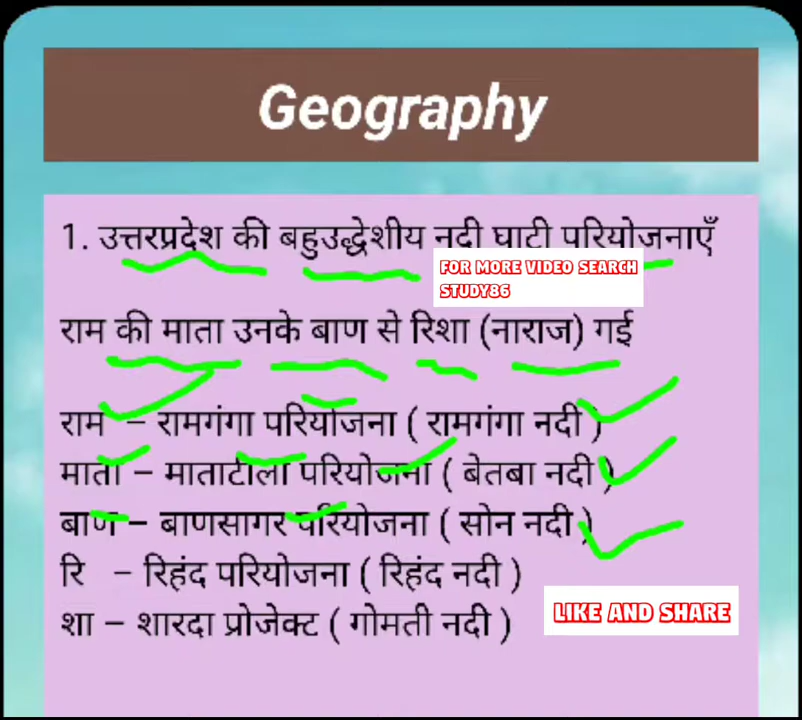 Geography
1. उत्तरप्रदेश की बहुउद्धेशीय नदी घाटी परियोजनाएँ
FOR MORE VIDEO SEARCH
STUDY86
राम की माता उनके बाण से रिशा (नाराज) गई
राम – रामगंगा परियोजना ( रामगंगा नदी )
माता – माताटीला परियोजना ( बेतबा नदी )
बाण – बाणसागर परियोजना ( सोन नदी )
रि – रिहंद परियोजना ( रिहंद नदी )
शा – शारदा प्रोजेक्ट ( गोमती नदी )
LIKE AND SHARE